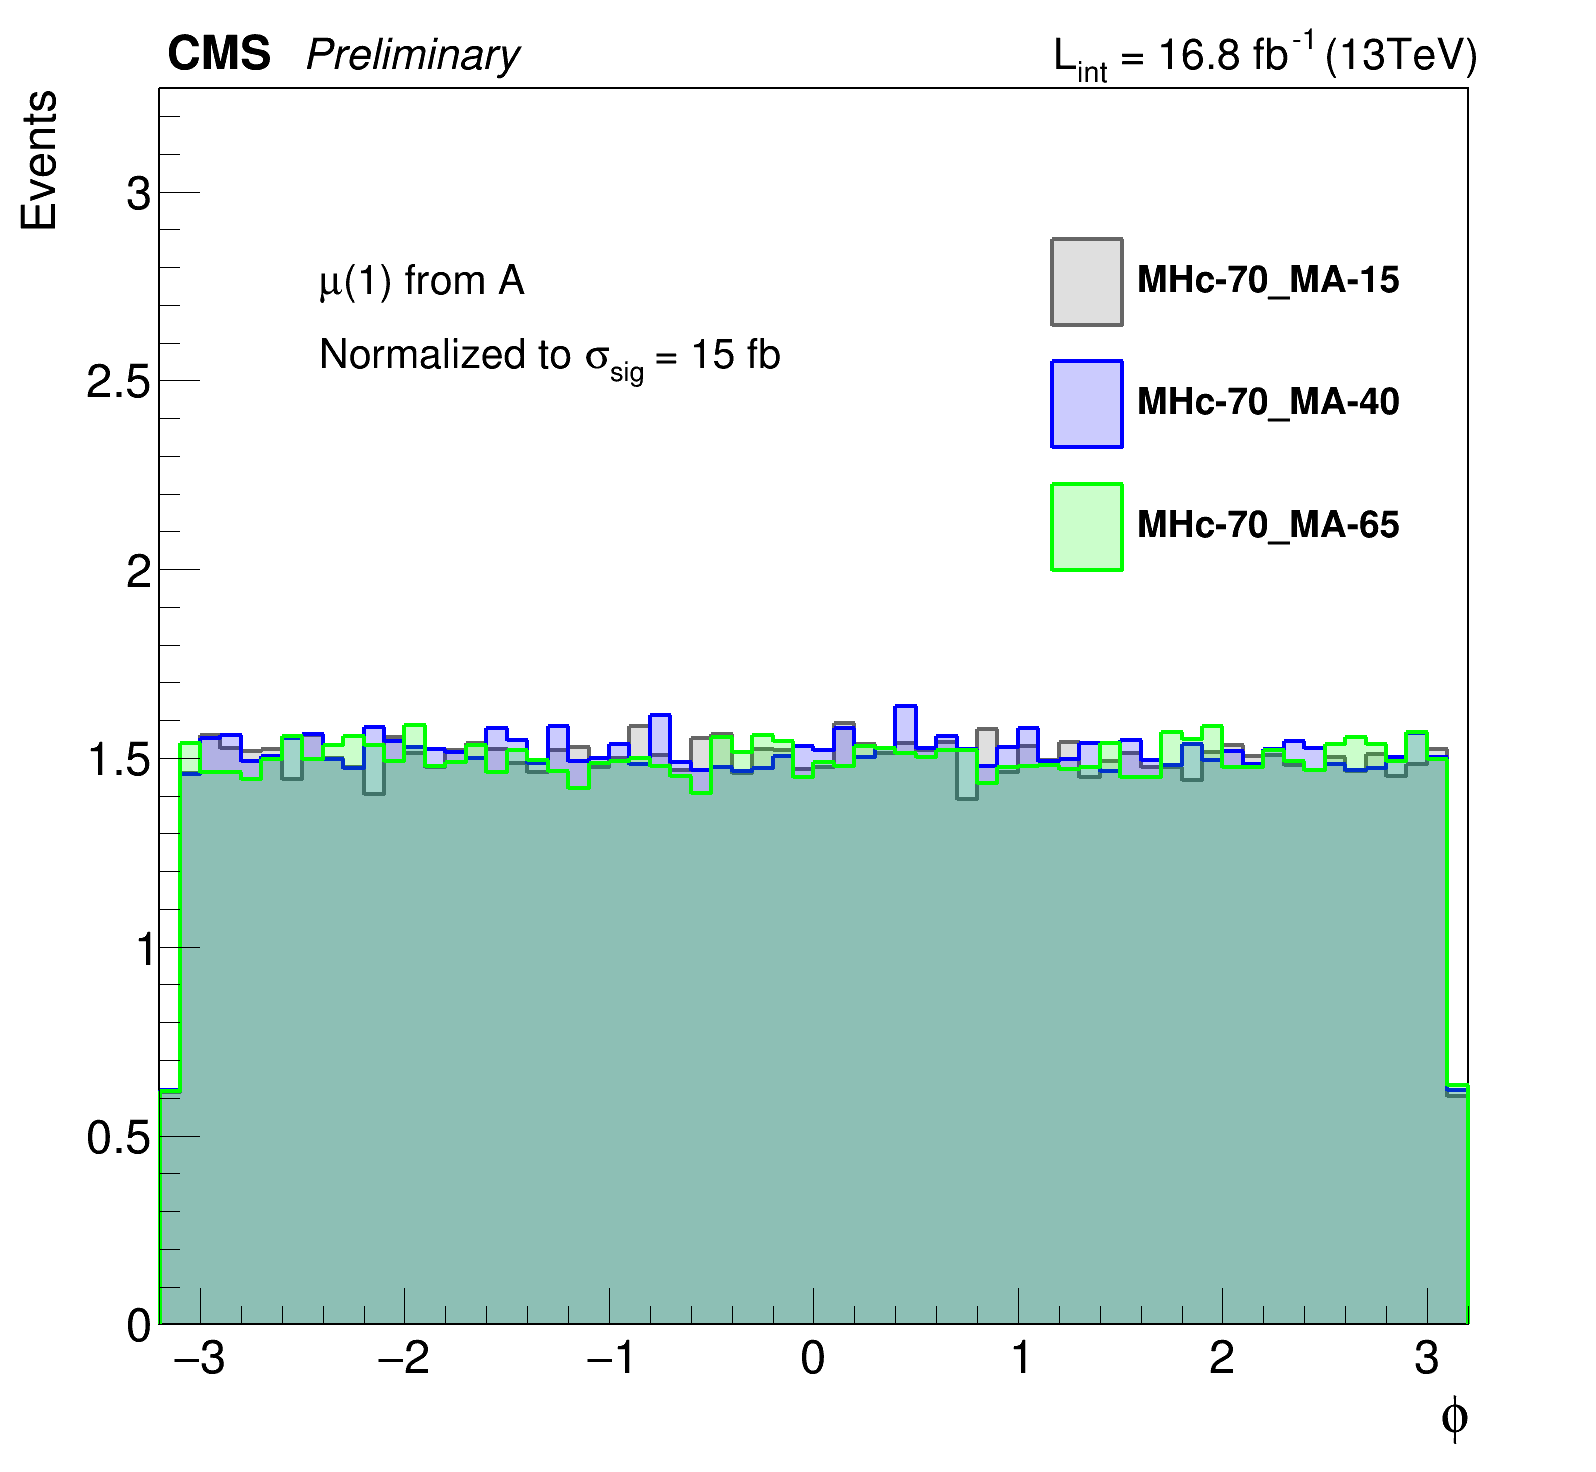 CMS Preliminary
L_int = 16.8 fb^-1 (13TeV)
Events
μ(1) from A
Normalized to σ_sig = 15 fb
MHc-70_MA-15
MHc-70_MA-40
MHc-70_MA-65
3
2.5
2
1.5
1
0.5
0
−3 −2 −1 0 1 2 3
ϕ